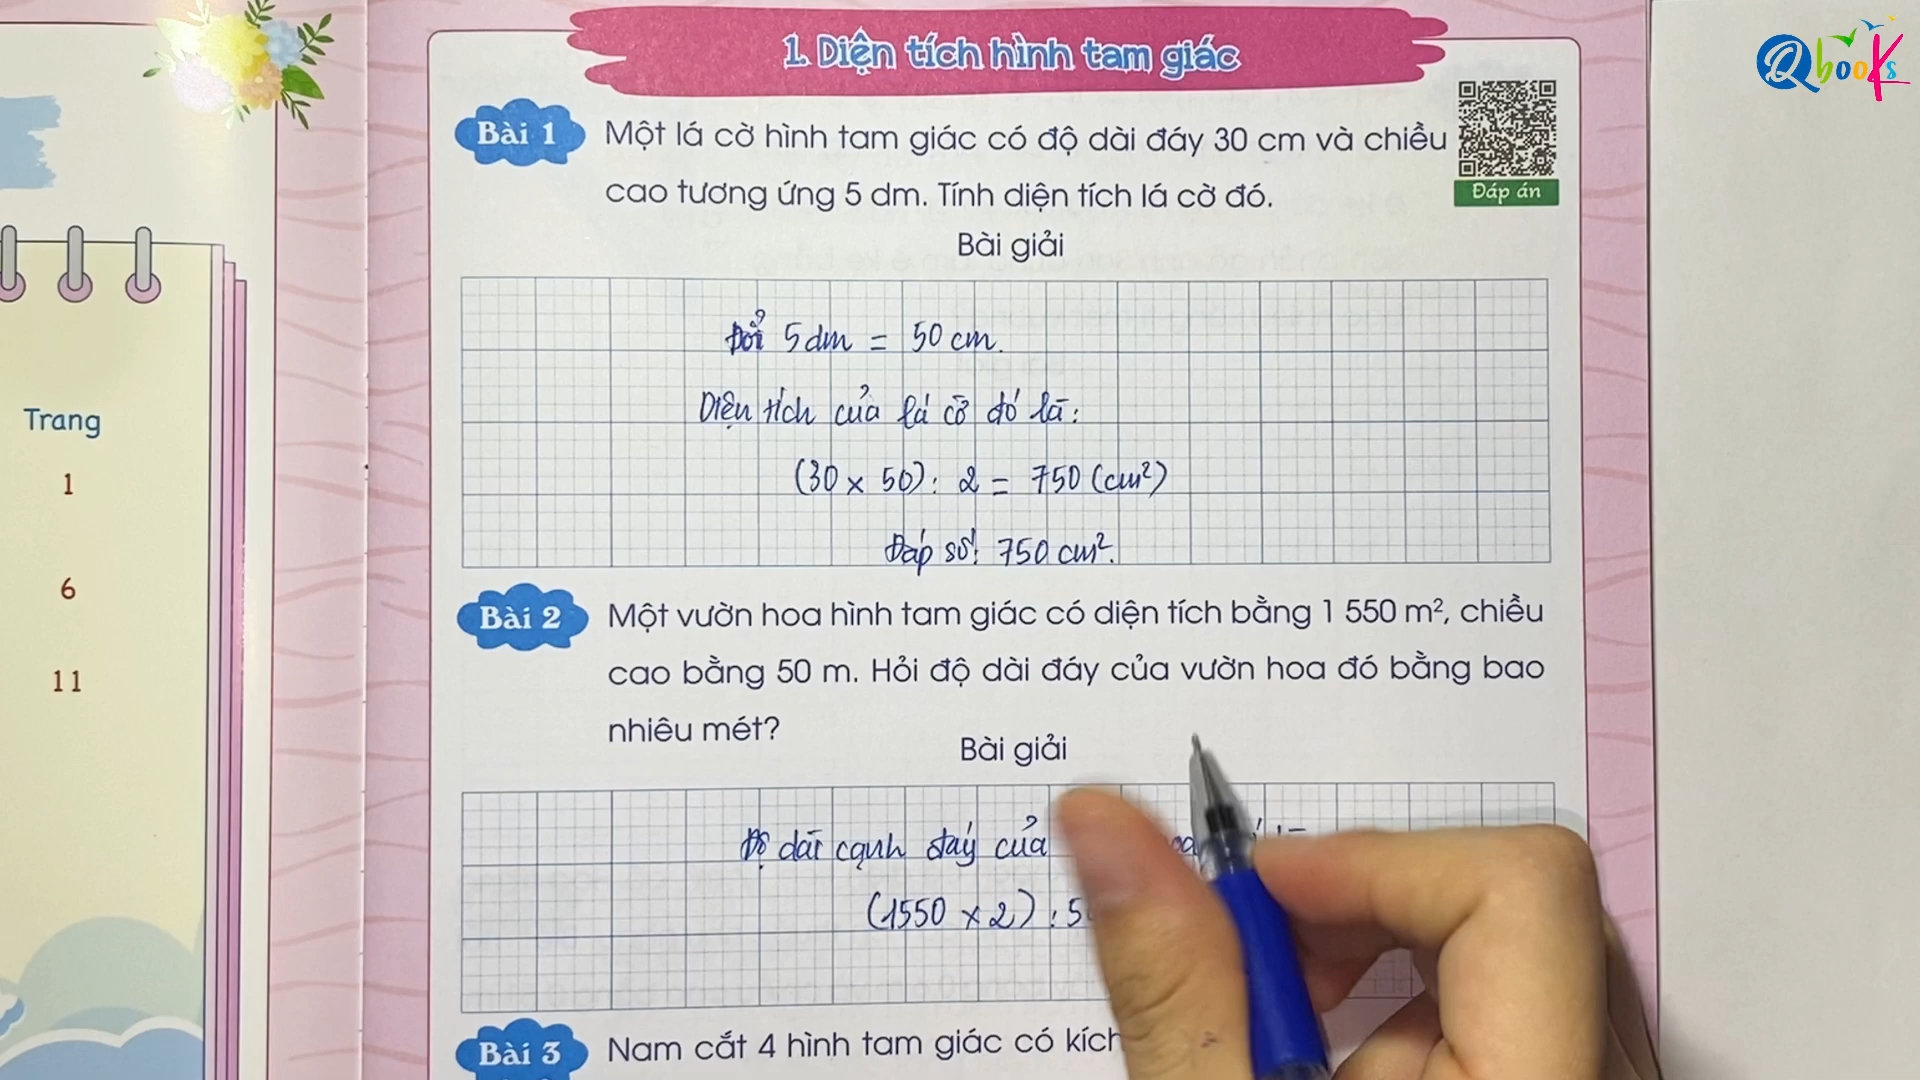 Qbooks
1. Diện tích hình tam giác
Bài 1 Một lá cờ hình tam giác có độ dài đáy 30 cm và chiều
cao tương ứng 5 dm. Tính diện tích lá cờ đó.
Đáp án
Bài giải
Đổi 5 dm = 50 cm.
Diện tích của lá cờ đó là:
(30 x 50) : 2 = 750 (cm²)
Đáp số: 750 cm².
Bài 2 Một vườn hoa hình tam giác có diện tích bằng 1 550 m², chiều
cao bằng 50 m. Hỏi độ dài đáy của vườn hoa đó bằng bao
nhiêu mét?
Bài giải
Độ dài cạnh đáy của
(1550 x 2) : 5
Bài 3 Nam cắt 4 hình tam giác có kích
Trang
1
6
11